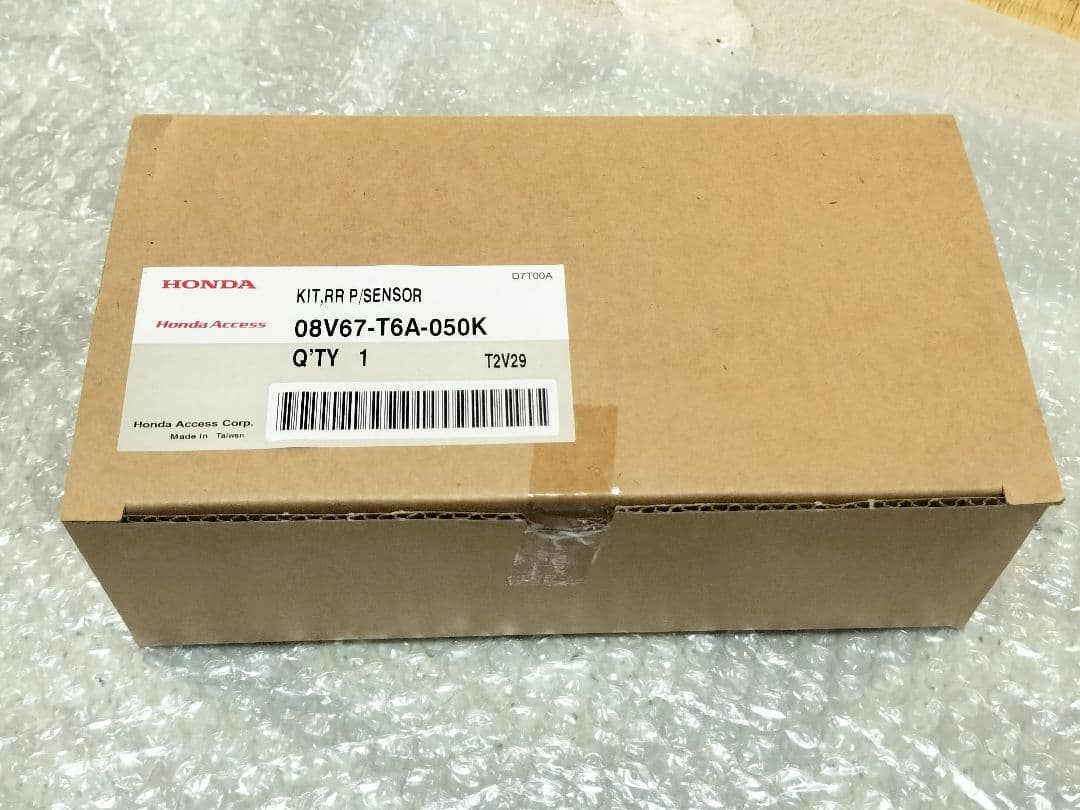 D7T00A
HONDA
KIT,RR P/SENSOR
Honda Access
08V67-T6A-050K
Q'TY 1
T2V29
Honda Access Corp.
Made in Taiwan